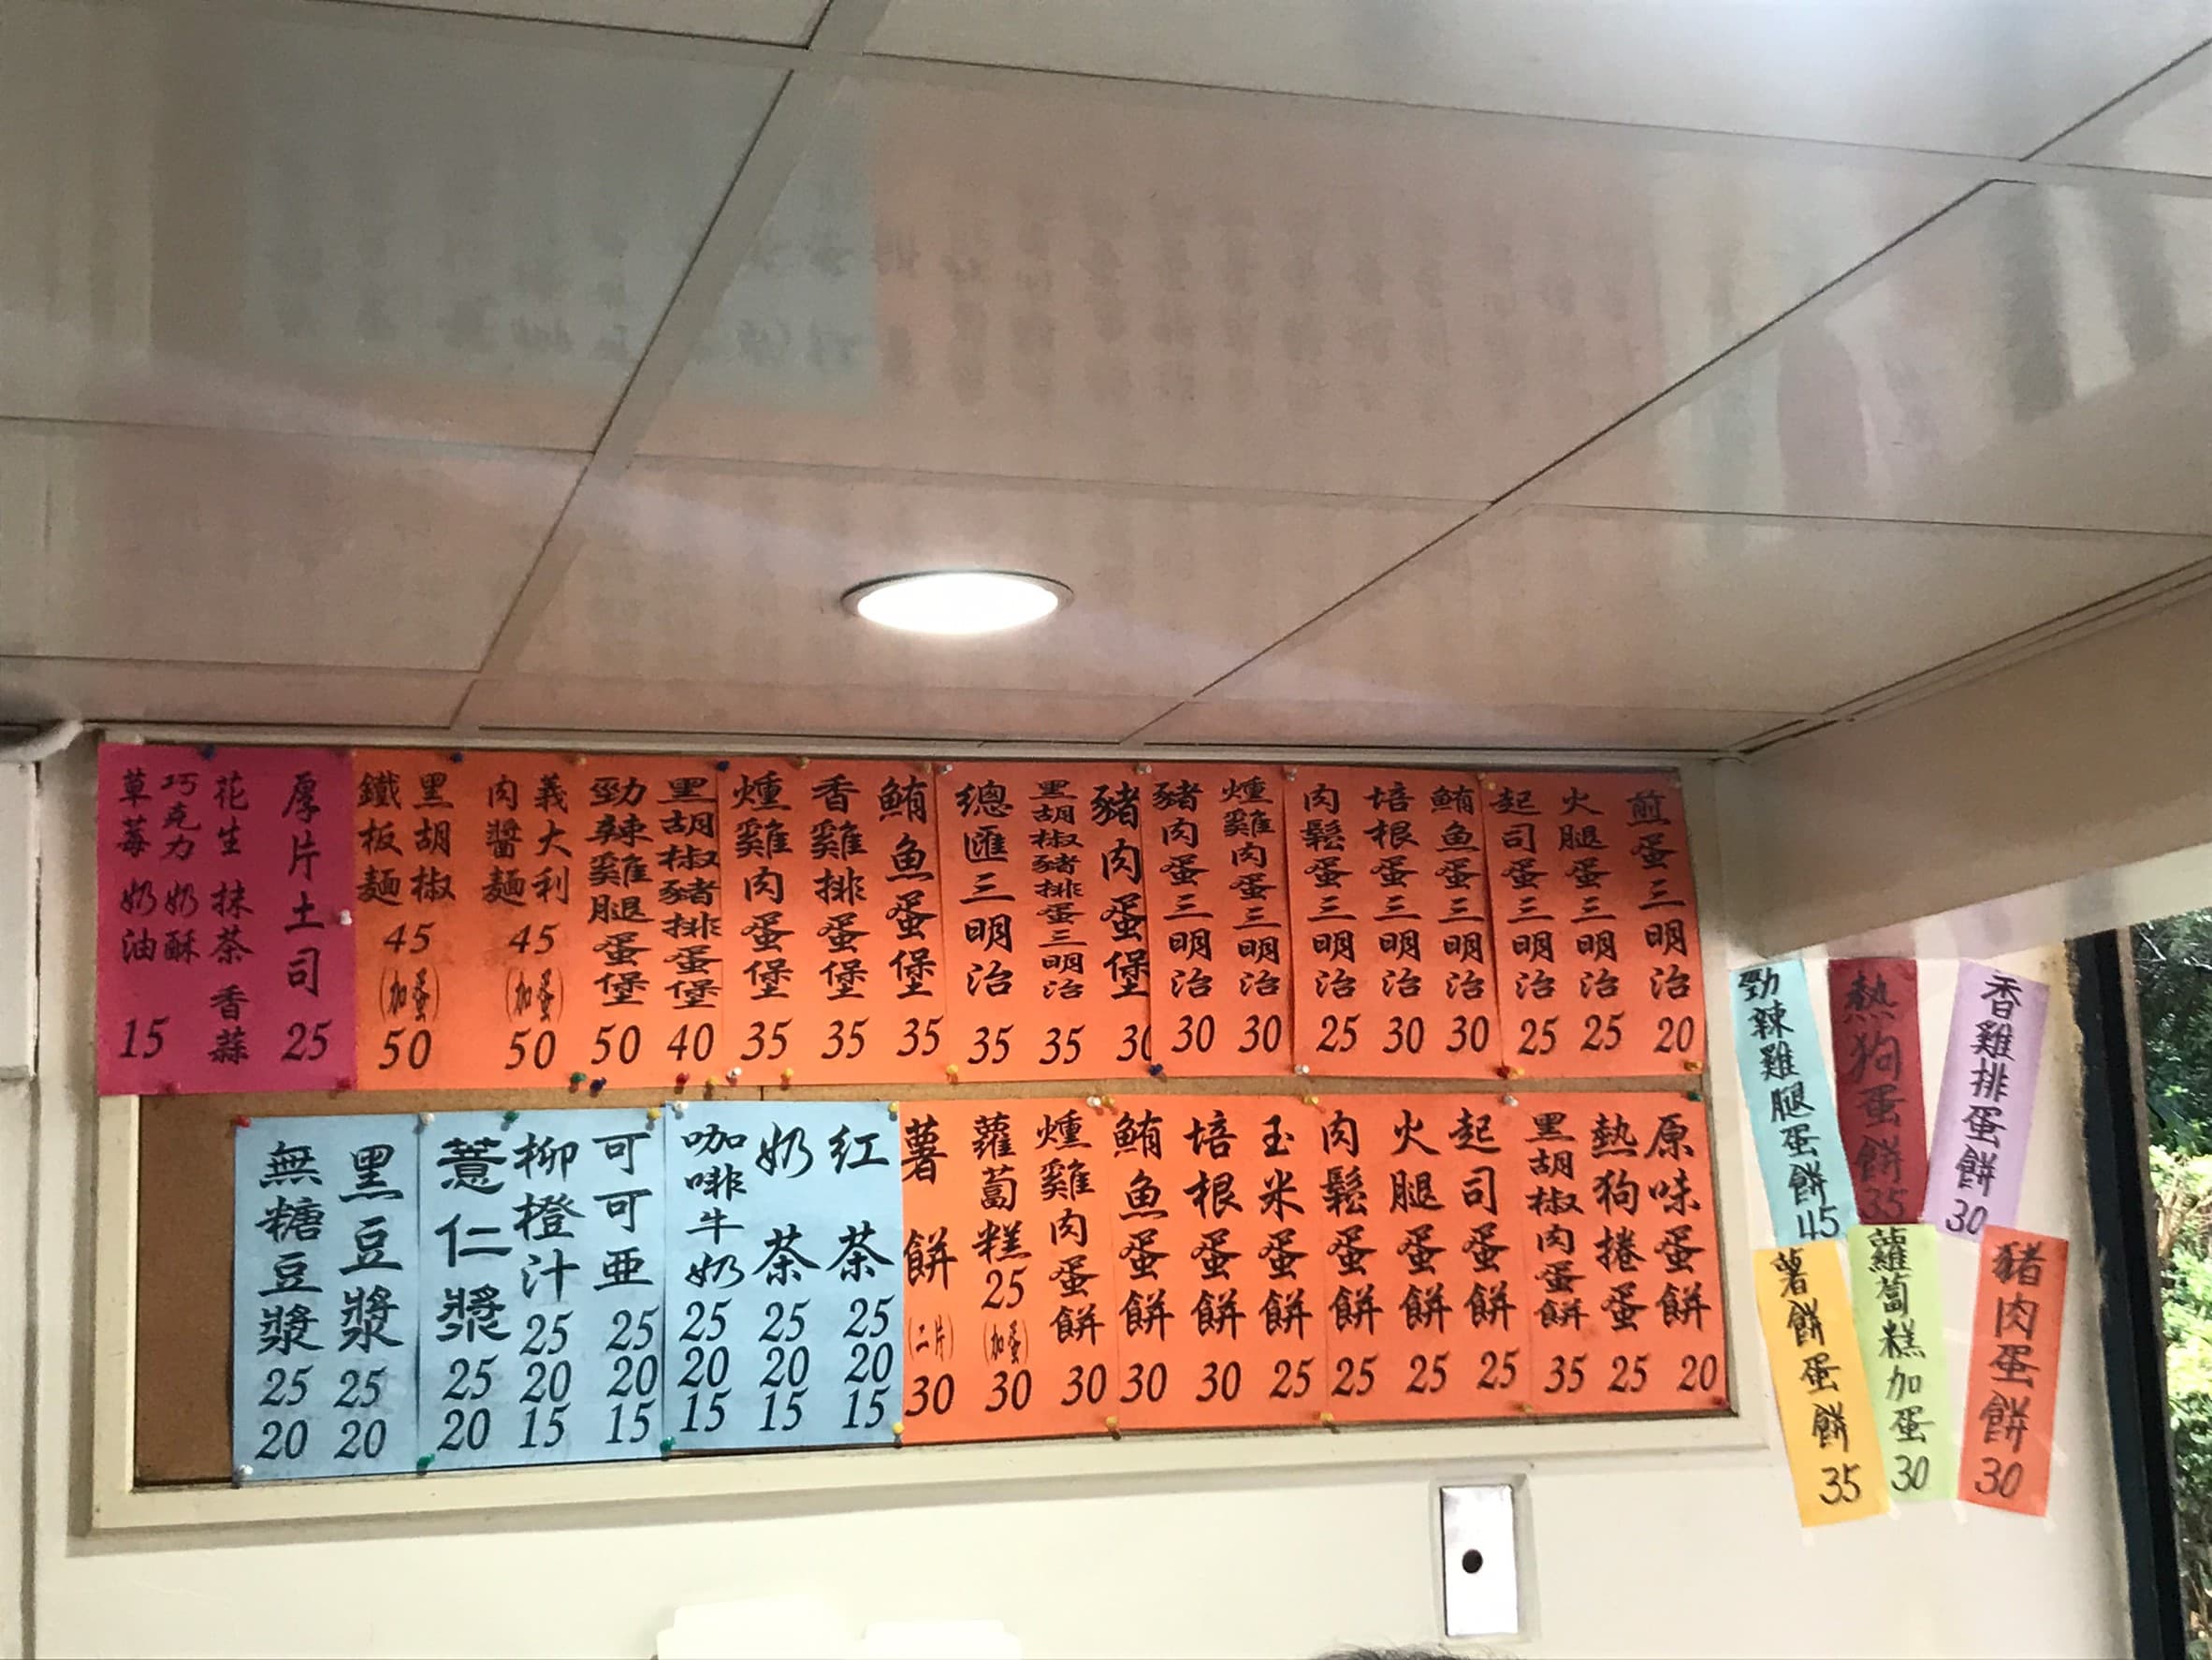 煎蛋三明治 20
火腿蛋三明治 25
起司蛋三明治 25
鮪魚蛋三明治 30
培根蛋三明治 30
肉鬆蛋三明治 25
燻雞肉蛋三明治 30
豬肉蛋三明治 30
豬肉蛋堡 30
黑胡椒豬排蛋三明治 35
總匯三明治 35
鮪魚蛋堡 35
香雞排蛋堡 35
燻雞肉蛋堡 35
黑胡椒豬排蛋堡 40
勁辣雞腿蛋堡 50
義大利
肉醬麵
45
(加蛋)
50
黑胡椒
鐵板麵
45
(加蛋)
50
厚片土司 25
花生 抹茶 香蒜
巧克力 奶酥
草莓 奶油
15
原味蛋餅 20
熱狗捲蛋 25
黑胡椒肉蛋餅 35
起司蛋餅 25
火腿蛋餅 25
肉鬆蛋餅 25
玉米蛋餅 25
培根蛋餅 30
鮪魚蛋餅 30
燻雞肉蛋餅 30
蘿蔔糕 25 (加蛋) 30
薯餅 (二片) 30
紅茶 25 20 15
奶茶 25 20 15
咖啡牛奶 25 20 15
可可亜 25 20 15
柳橙汁 25 20 15
薏仁漿 25 20
黑豆漿 25 20
無糖豆漿 25 20
香雞排蛋餅 30
熱狗蛋餅 35
勁辣雞腿蛋餅 45
豬肉蛋餅 30
蘿蔔糕加蛋 30
薯餅蛋餅 35